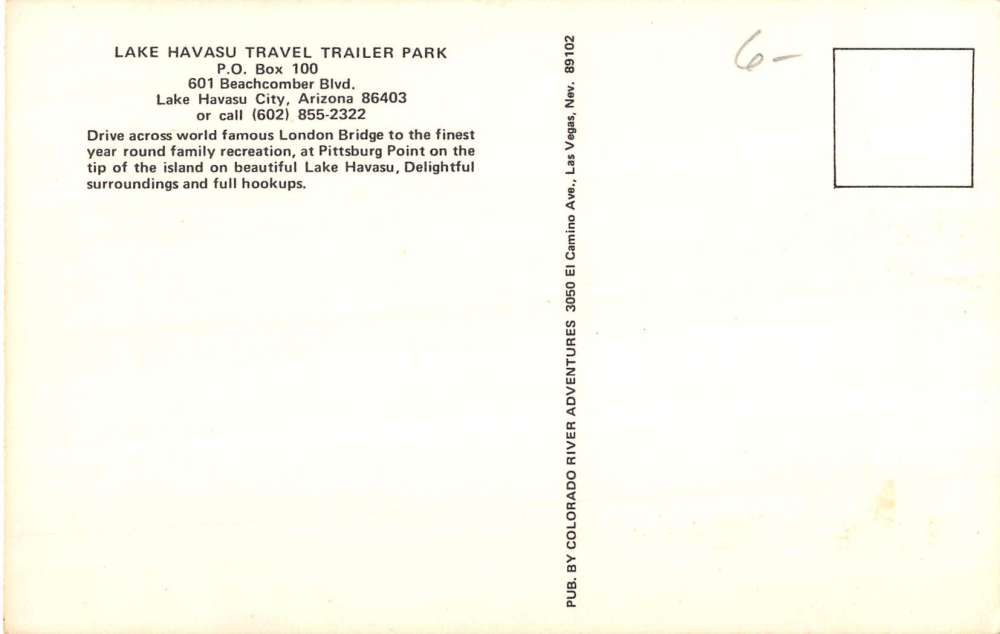 LAKE HAVASU TRAVEL TRAILER PARK
P.O. Box 100
601 Beachcomber Blvd.
Lake Havasu City, Arizona 86403
or call (602) 855-2322
Drive across world famous London Bridge to the finest
year round family recreation, at Pittsburg Point on the
tip of the island on beautiful Lake Havasu, Delightful
surroundings and full hookups.
PUB. BY COLORADO RIVER ADVENTURES 3050 El Camino Ave., Las Vegas, Nev. 89102
6-